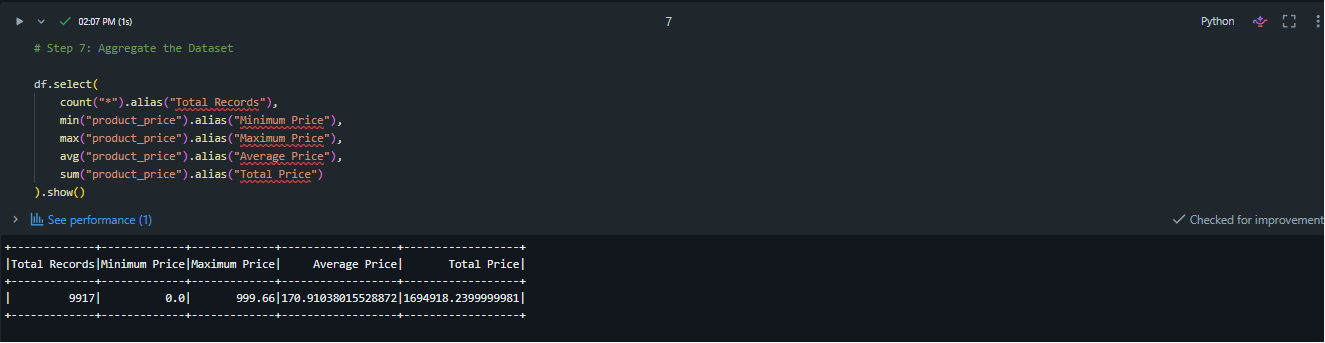 02:07 PM (1s)
7
Python
# Step 7: Aggregate the Dataset
df.select(
    count("*").alias("Total Records"),
    min("product_price").alias("Minimum Price"),
    max("product_price").alias("Maximum Price"),
    avg("product_price").alias("Average Price"),
    sum("product_price").alias("Total Price")
).show()
See performance (1)
Checked for improvement
+-------------+-------------+-------------+------------------+------------------+
|Total Records|Minimum Price|Maximum Price|     Average Price|       Total Price|
+-------------+-------------+-------------+------------------+------------------+
|         9917|          0.0|       999.66|170.91038015528872|1694918.2399999981|
+-------------+-------------+-------------+------------------+------------------+